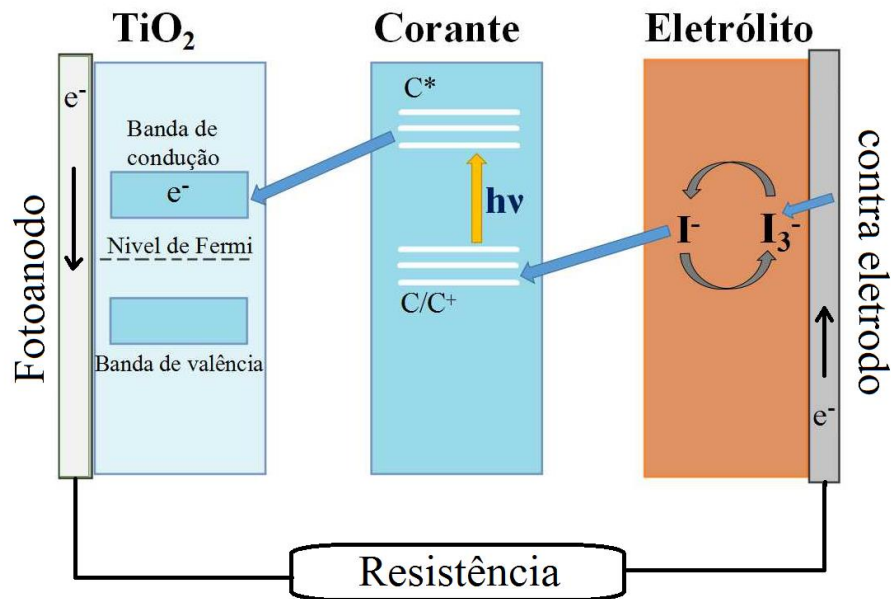 TiO₂
Corante
Eletrólito
e⁻
Fotoanodo
Banda de
condução
e⁻
Nivel de Fermi
Banda de valência
C*
hν
C/C⁺
I⁻
I₃⁻
contra eletrodo
e⁻
Resistência